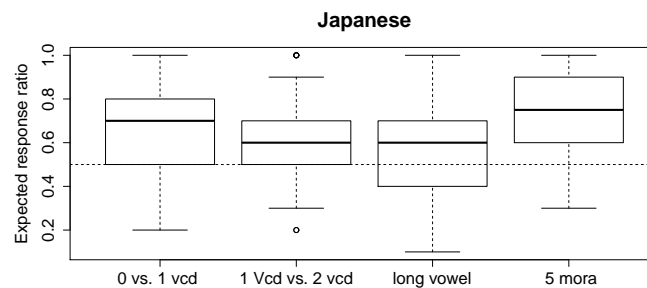 Japanese
Expected response ratio
1.0
0.8
0.6
0.4
0.2
0 vs. 1 vcd
1 Vcd vs. 2 vcd
long vowel
5 mora